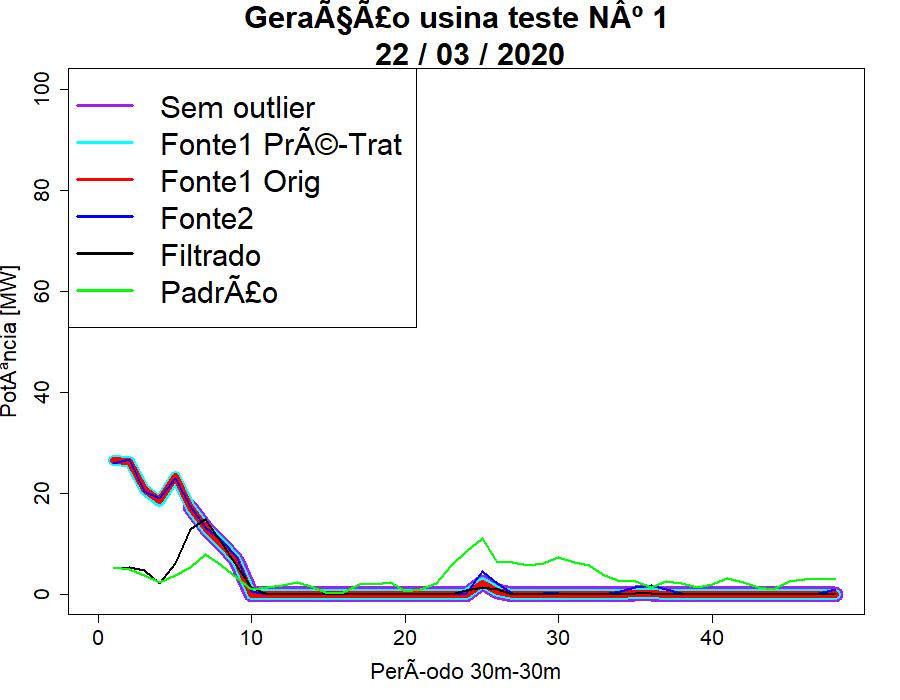 GeraÃ§Ã£o usina teste NÂº 1
22 / 03 / 2020
Sem outlier
Fonte1 PrÃ©-Trat
Fonte1 Orig
Fonte2
Filtrado
PadrÃ£o
PotÃªncia [MW]
100
80
60
40
20
0
0 10 20 30 40
PerÃ-odo 30m-30m